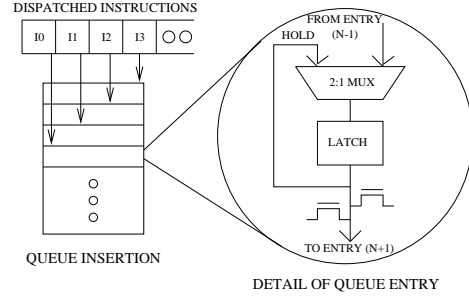 DISPATCHED INSTRUCTIONS
I0 I1 I2 I3
QUEUE INSERTION
FROM ENTRY
HOLD (N-1)
2:1 MUX
LATCH
TO ENTRY (N+1)
DETAIL OF QUEUE ENTRY